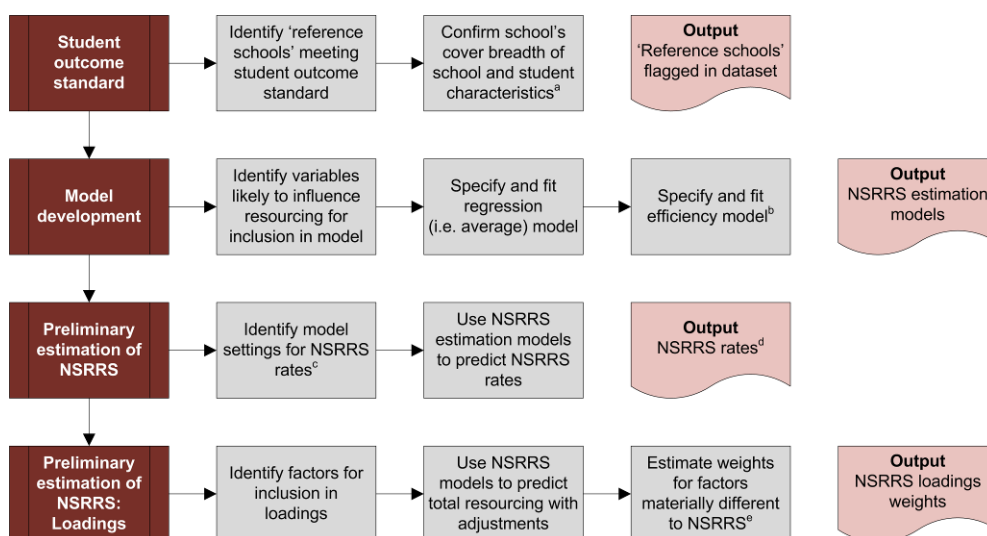 Student
outcome
standard
Identify ‘reference
schools’ meeting
student outcome
standard
Confirm school’s
cover breadth of
school and student
characteristicsᵃ
Output
‘Reference schools’
flagged in dataset
Model
development
Identify variables
likely to influence
resourcing for
inclusion in model
Specify and fit
regression
(i.e. average) model
Specify and fit
efficiency modelᵇ
Output
NSRRS estimation
models
Preliminary
estimation of
NSRRS
Identify model
settings for NSRRS
ratesᶜ
Use NSRRS
estimation models
to predict NSRRS
rates
Output
NSRRS ratesᵈ
Preliminary
estimation of
NSRRS:
Loadings
Identify factors for
inclusion in
loadings
Use NSRRS
models to predict
total resourcing with
adjustments
Estimate weights
for factors
materially different
to NSRRSᵉ
Output
NSRRS loadings
weights